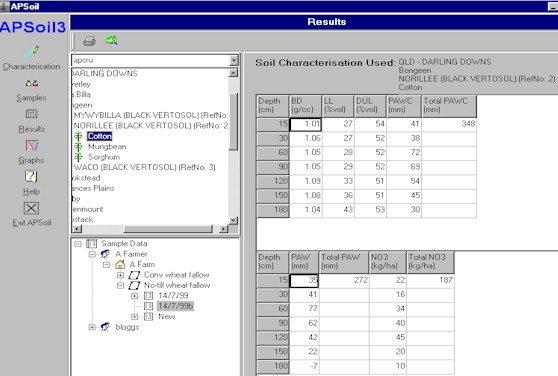 APSoil
APSoil3
Results
Characterisation
Samples
Results
Graphs
Help
Exit APSoil
apsru
DARLING DOWNS
verley
Billa
ngeen
MYWYBILLA (BLACK VERTOSOL) (RefNo:
NORILLEE (BLACK VERTOSOL) (RefNo: 2
Cotton
Mungbean
Sorghum
WACO (BLACK VERTOSOL) (RefNo: 3)
okstead
ances Plains
by
enmount
stack
Sample Data
A Farmer
A Farm
Conv wheat fallow
No-till wheat fallow
14/7/99
14/7/99b
New
bloggs
Soil Characterisation Used: QLD - DARLING DOWNS
Bongeen
NORILLEE (BLACK VERTOSOL) (RefNo: 2)
Cotton
Depth (cm) BD (g/cc) LL (%vol) DUL (%vol) PAWC (mm) Total PAWC (mm)
15 1.01 27 54 41 348
30 1.06 27 52 38
60 1.05 28 52 72
90 1.05 29 52 69
120 1.09 33 51 54
150 1.08 36 51 45
180 1.04 43 53 30
Depth (cm) PAW (mm) Total PAW (mm) NO3 (kg/ha) Total NO3 (kg/ha)
15 35 272 22 187
30 41 16
60 77 34
90 62 40
120 42 45
150 22 20
180 -7 10